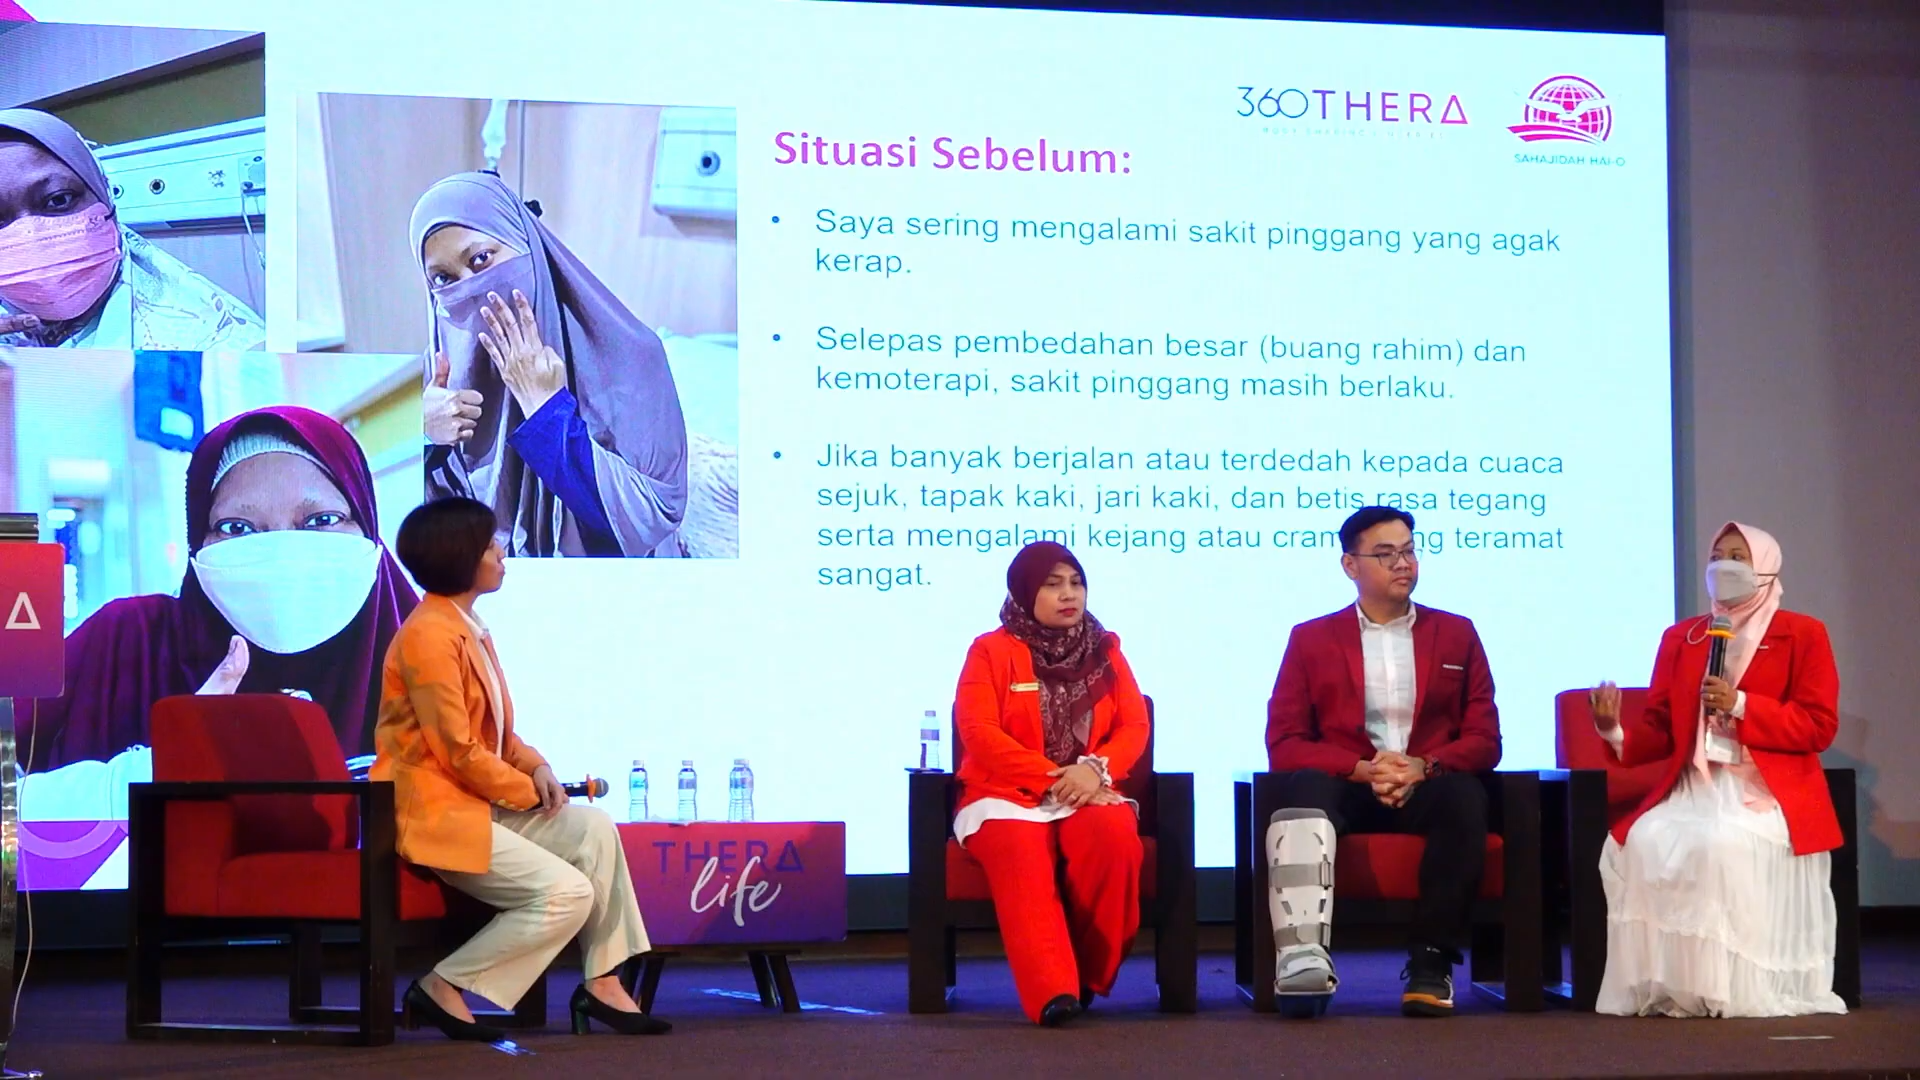 360THERA
SAHAJIDAH HAI-O
Situasi Sebelum:
• Saya sering mengalami sakit pinggang yang agak
kerap.
• Selepas pembedahan besar (buang rahim) dan
kemoterapi, sakit pinggang masih berlaku.
• Jika banyak berjalan atau terdedah kepada cuaca
sejuk, tapak kaki, jari kaki, dan betis rasa tegang
serta mengalami kejang atau teramat
sangat.
THERA
life